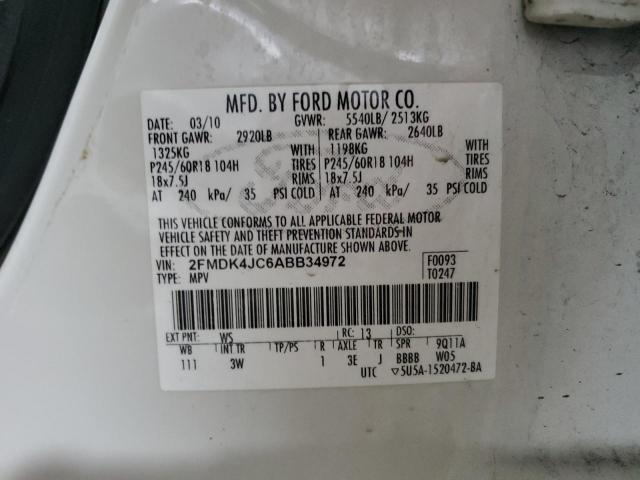 MFD. BY FORD MOTOR CO.
DATE: 03/10 GVWR: 5540LB/ 2513KG
FRONT GAWR: 2920LB REAR GAWR: 2640LB
1325KG WITH 1198KG WITH
P245/60R18 104H TIRES P245/60R18 104H TIRES
18x7.5J RIMS 18x7.5J RIMS
AT 240 kPa/ 35 PSI COLD AT 240 kPa/ 35 PSI COLD
THIS VEHICLE CONFORMS TO ALL APPLICABLE FEDERAL MOTOR
VEHICLE SAFETY AND THEFT PREVENTION STANDARDS IN
EFFECT ON THE DATE OF MANUFACTURE SHOWN ABOVE.
VIN: 2FMDK4JC6ABB34972 F0093
TYPE: MPV T0247
EXT PNT: WS RC: 13 DSO:
WB INT TR TP/PS R AXLE TR SPR 9Q11A
111 3W 1 3E J BBBB W05
UTC ▽5U5A-1520472-BA